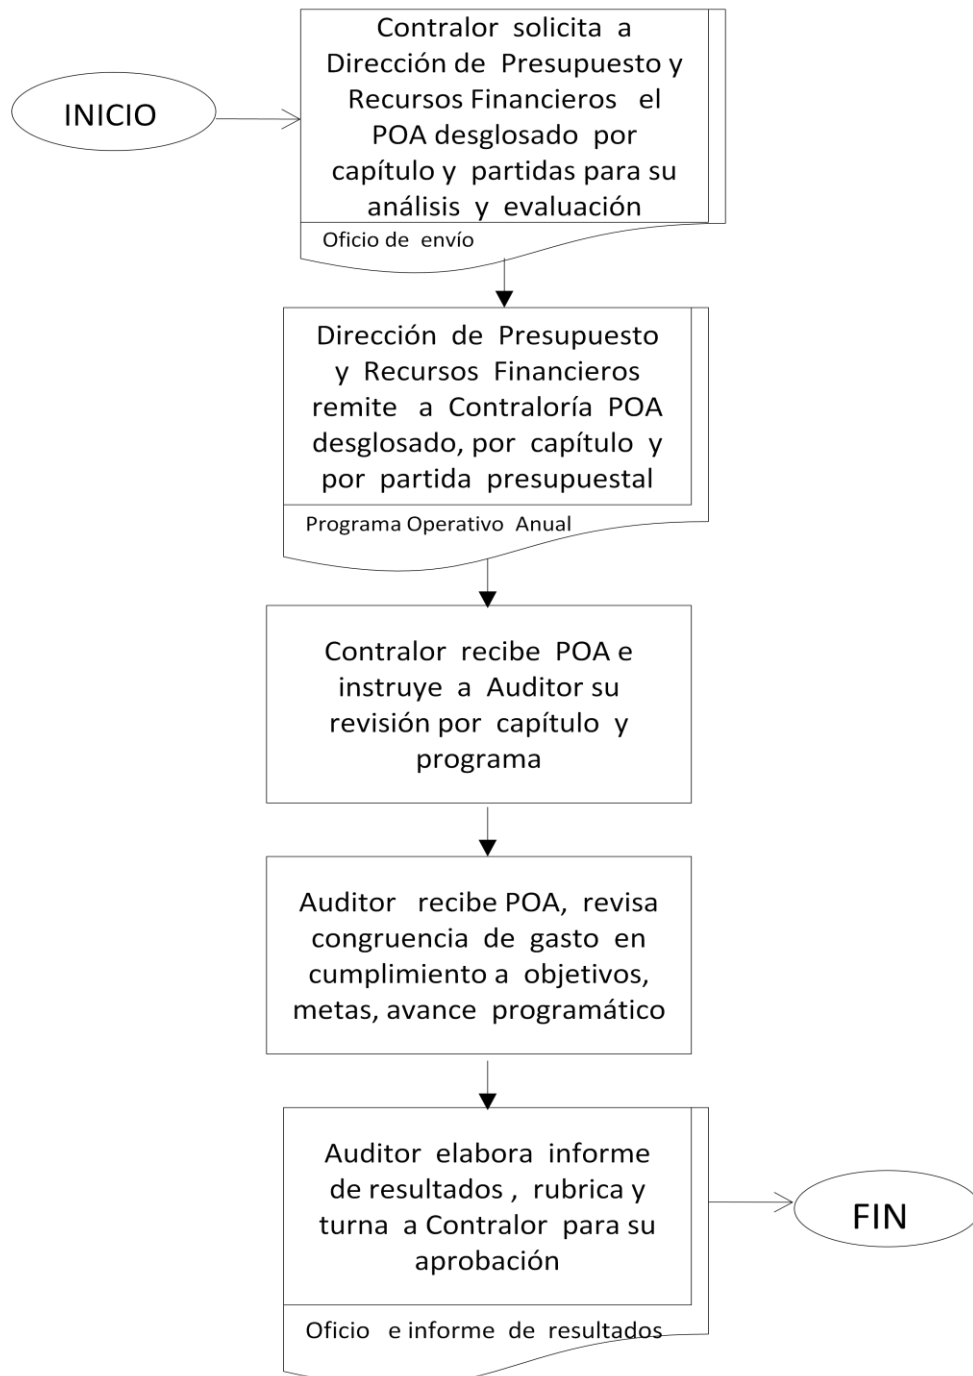 INICIO
Contralor solicita a
Dirección de Presupuesto y
Recursos Financieros el
POA desglosado por
capítulo y partidas para su
análisis y evaluación
Oficio de envío
Dirección de Presupuesto
y Recursos Financieros
remite a Contraloría POA
desglosado, por capítulo y
por partida presupuestal
Programa Operativo Anual
Contralor recibe POA e
instruye a Auditor su
revisión por capítulo y
programa
Auditor recibe POA, revisa
congruencia de gasto en
cumplimiento a objetivos,
metas, avance programático
Auditor elabora informe
de resultados , rubrica y
turna a Contralor para su
aprobación
Oficio e informe de resultados
FIN